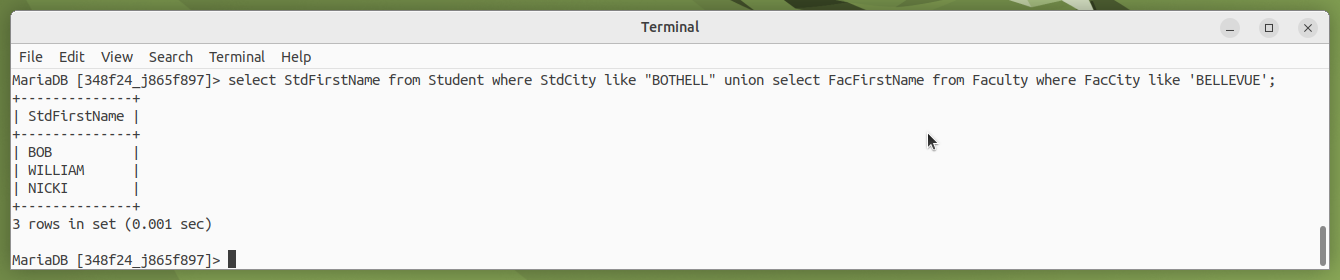 Terminal
File Edit View Search Terminal Help
MariaDB [348f24_j865f897]> select StdFirstName from Student where StdCity like "BOTHELL" union select FacFirstName from Faculty where FacCity like 'BELLEVUE';
+--------------+
| StdFirstName |
+--------------+
| BOB          |
| WILLIAM      |
| NICKI        |
+--------------+
3 rows in set (0.001 sec)
MariaDB [348f24_j865f897]>